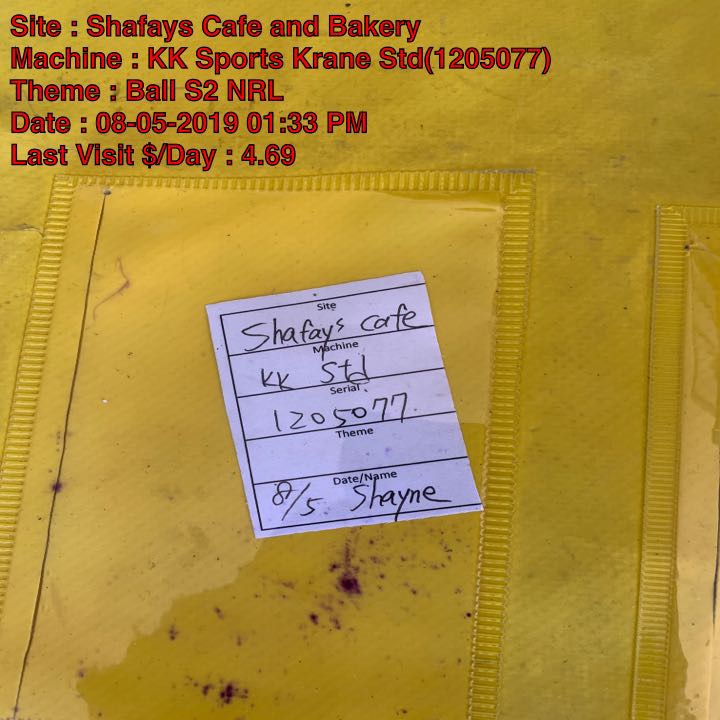 Site : Shafays Cafe and Bakery
Machine : KK Sports Krane Std(1205077)
Theme : Ball S2 NRL
Date : 08-05-2019 01:33 PM
Last Visit $/Day : 4.69
Site
Shafay's Cafe
Machine
KK Std
Serial
1205077
Theme
Date/Name
8/5 Shayne